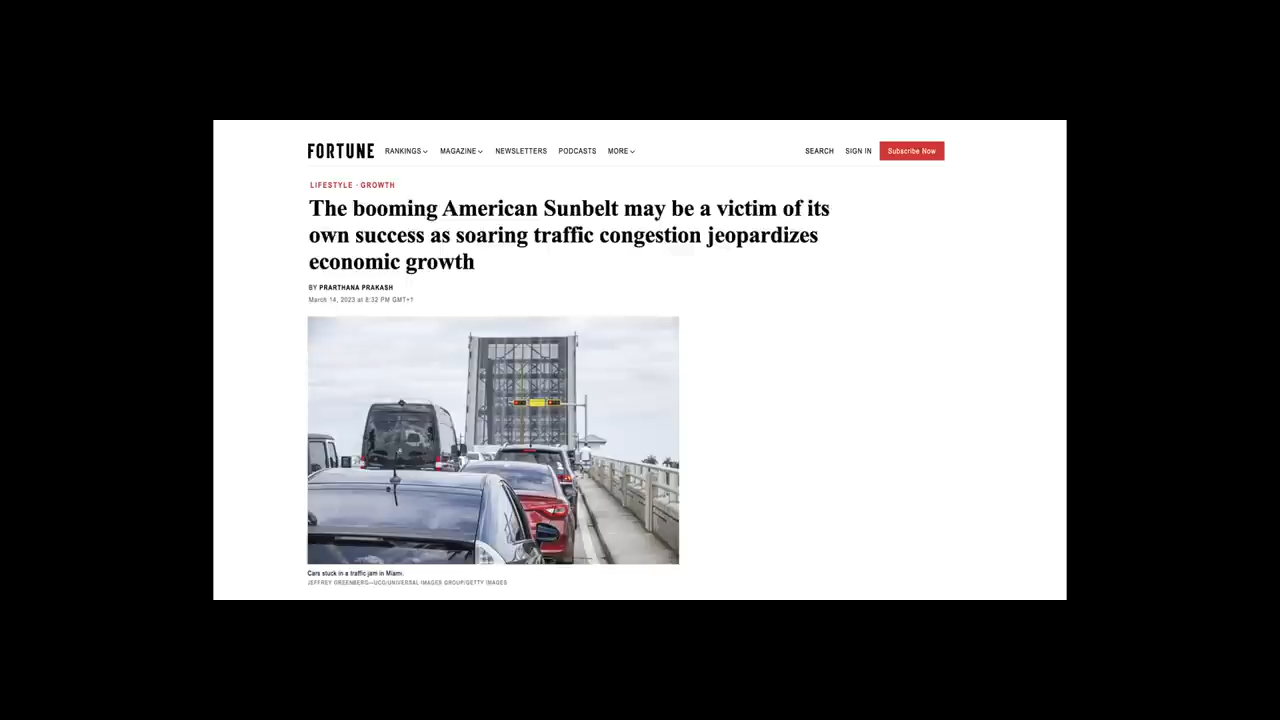 FORTUNE RANKINGS MAGAZINE NEWSLETTERS PODCASTS MORE SEARCH SIGN IN Subscribe Now
LIFESTYLE · GROWTH
The booming American Sunbelt may be a victim of its
own success as soaring traffic congestion jeopardizes
economic growth
BY PRARTHANA PRAKASH
March 14, 2023 at 8:32 PM GMT+7
Cars stuck in a traffic jam in Miami.
JEFFREY GREENBERG—UCG/UNIVERSAL IMAGES GROUP/GETTY IMAGES